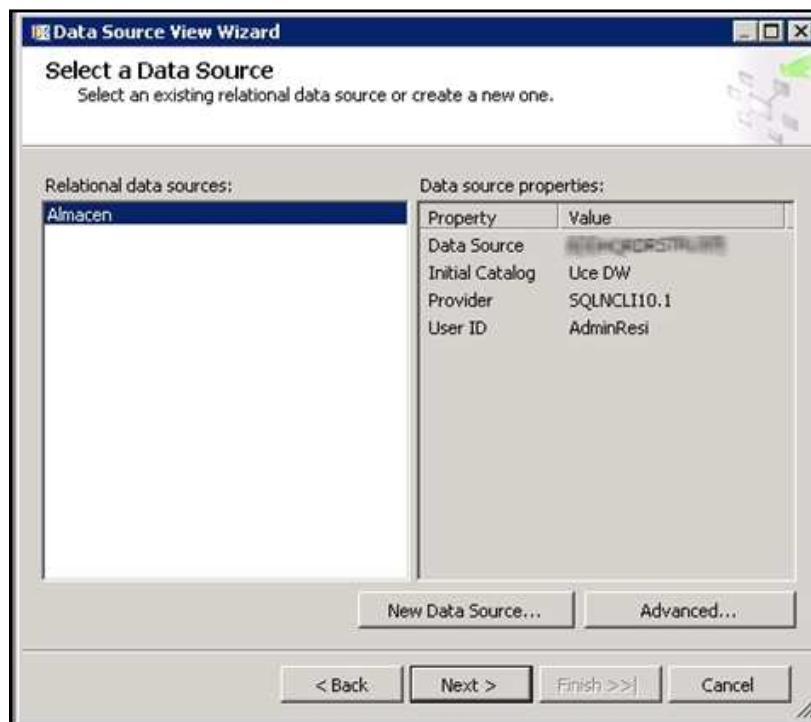 Data Source View Wizard
Select a Data Source
Select an existing relational data source or create a new one.
Relational data sources:
Almacen
Data source properties:
Property Value
Data Source
Initial Catalog Uce DW
Provider SQLNCLI10.1
User ID AdminResi
New Data Source... Advanced...
< Back Next > Finish >>| Cancel